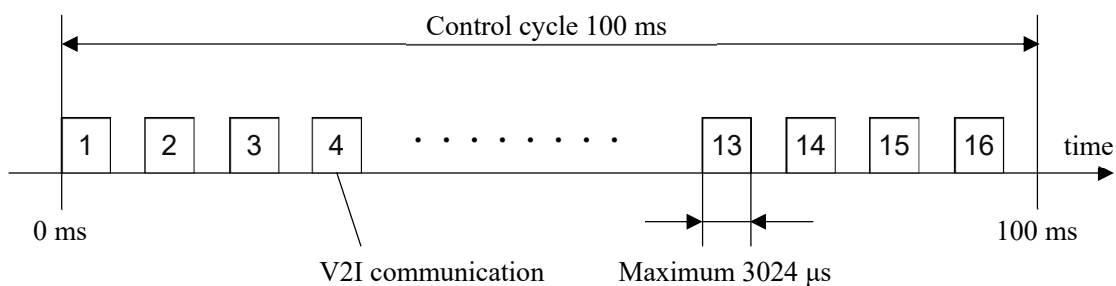 Control cycle 100 ms
1 2 3 4 · · · · · · · · 13 14 15 16 time
0 ms 100 ms
V2I communication Maximum 3024 μs